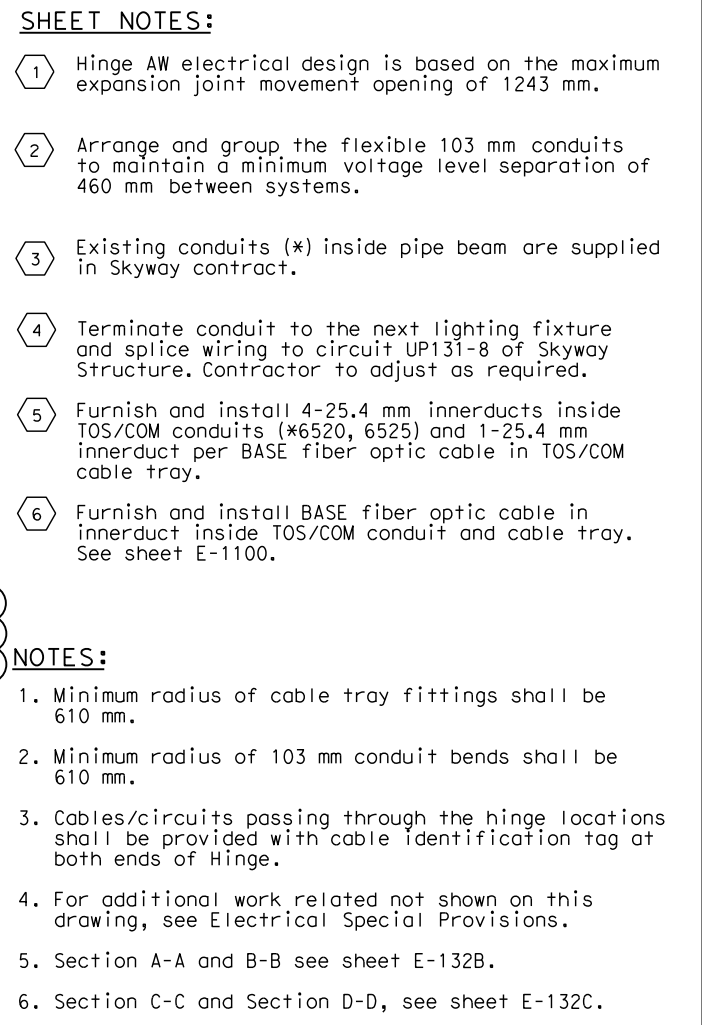 SHEET NOTES:
1 Hinge AW electrical design is based on the maximum
expansion joint movement opening of 1243 mm.
2 Arrange and group the flexible 103 mm conduits
to maintain a minimum voltage level separation of
460 mm between systems.
3 Existing conduits (*) inside pipe beam are supplied
in Skyway contract.
4 Terminate conduit to the next lighting fixture
and splice wiring to circuit UP131-8 of Skyway
Structure. Contractor to adjust as required.
5 Furnish and install 4-25.4 mm innerducts inside
TOS/COM conduits (*6520, 6525) and 1-25.4 mm
innerduct per BASE fiber optic cable in TOS/COM
cable tray.
6 Furnish and install BASE fiber optic cable in
innerduct inside TOS/COM conduit and cable tray.
See sheet E-1100.
NOTES:
1. Minimum radius of cable tray fittings shall be
610 mm.
2. Minimum radius of 103 mm conduit bends shall be
610 mm.
3. Cables/circuits passing through the hinge locations
shall be provided with cable identification tag at
both ends of Hinge.
4. For additional work related not shown on this
drawing, see Electrical Special Provisions.
5. Section A-A and B-B see sheet E-132B.
6. Section C-C and Section D-D, see sheet E-132C.